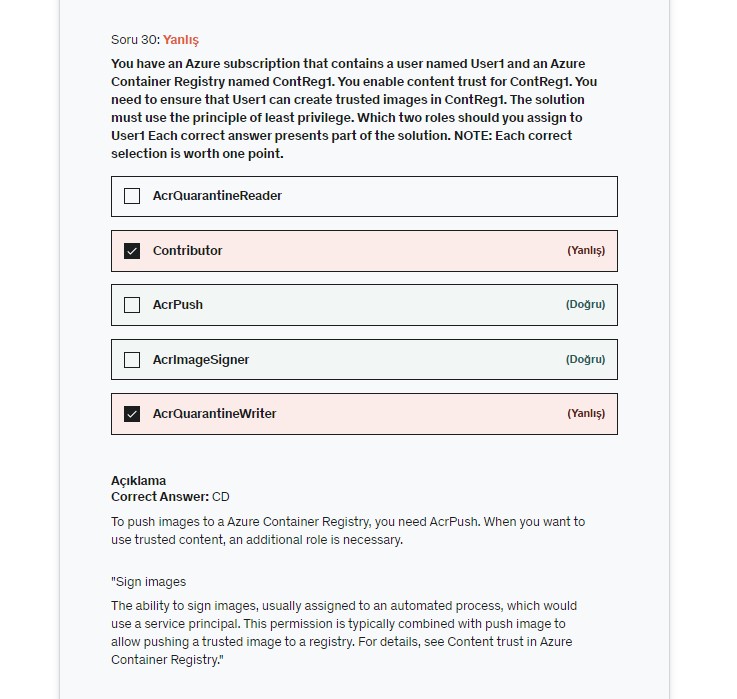 Soru 30: Yanlış
You have an Azure subscription that contains a user named User1 and an Azure
Container Registry named ContReg1. You enable content trust for ContReg1. You
need to ensure that User1 can create trusted images in ContReg1. The solution
must use the principle of least privilege. Which two roles should you assign to
User1 Each correct answer presents part of the solution. NOTE: Each correct
selection is worth one point.
AcrQuarantineReader
Contributor (Yanlış)
AcrPush (Doğru)
AcrImageSigner (Doğru)
AcrQuarantineWriter (Yanlış)
Açıklama
Correct Answer: CD
To push images to a Azure Container Registry, you need AcrPush. When you want to
use trusted content, an additional role is necessary.
"Sign images
The ability to sign images, usually assigned to an automated process, which would
use a service principal. This permission is typically combined with push image to
allow pushing a trusted image to a registry. For details, see Content trust in Azure
Container Registry."